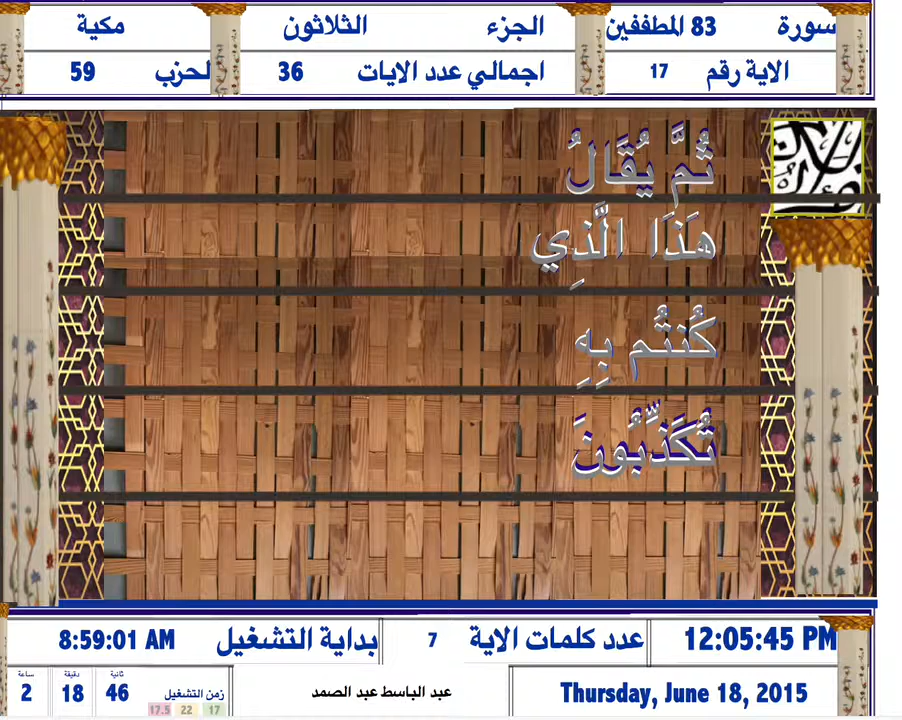 سورة 83 المطففين الجزء الثلاثون مكية
الاية رقم 17 اجمالي عدد الايات 36 لحزب 59
ثُمَّ يُقَالُ
هَذَا الَّذِي
كُنتُم بِهِ
تُكَذِّبُونَ
12:05:45 PM عدد كلمات الاية 7 بداية التشغيل 8:59:01 AM
Thursday, June 18, 2015 عبد الباسط عبد الصمد زمن التشغيل ثانية 46 دقيقة 18 ساعة 2
17 22 17.5